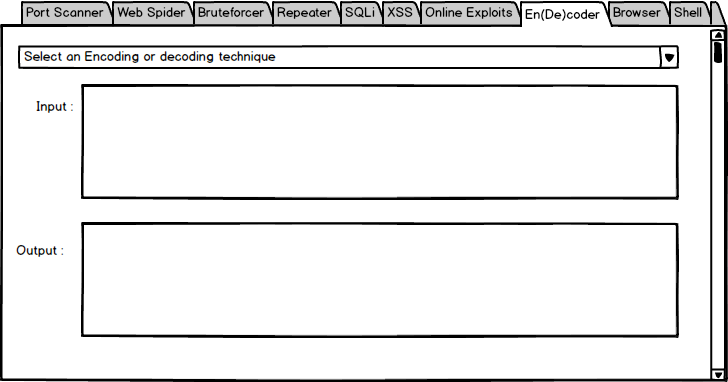 Port Scanner Web Spider Bruteforcer Repeater SQLi XSS Online Exploits En(De)coder Browser Shell
Select an Encoding or decoding technique
Input :
Output :